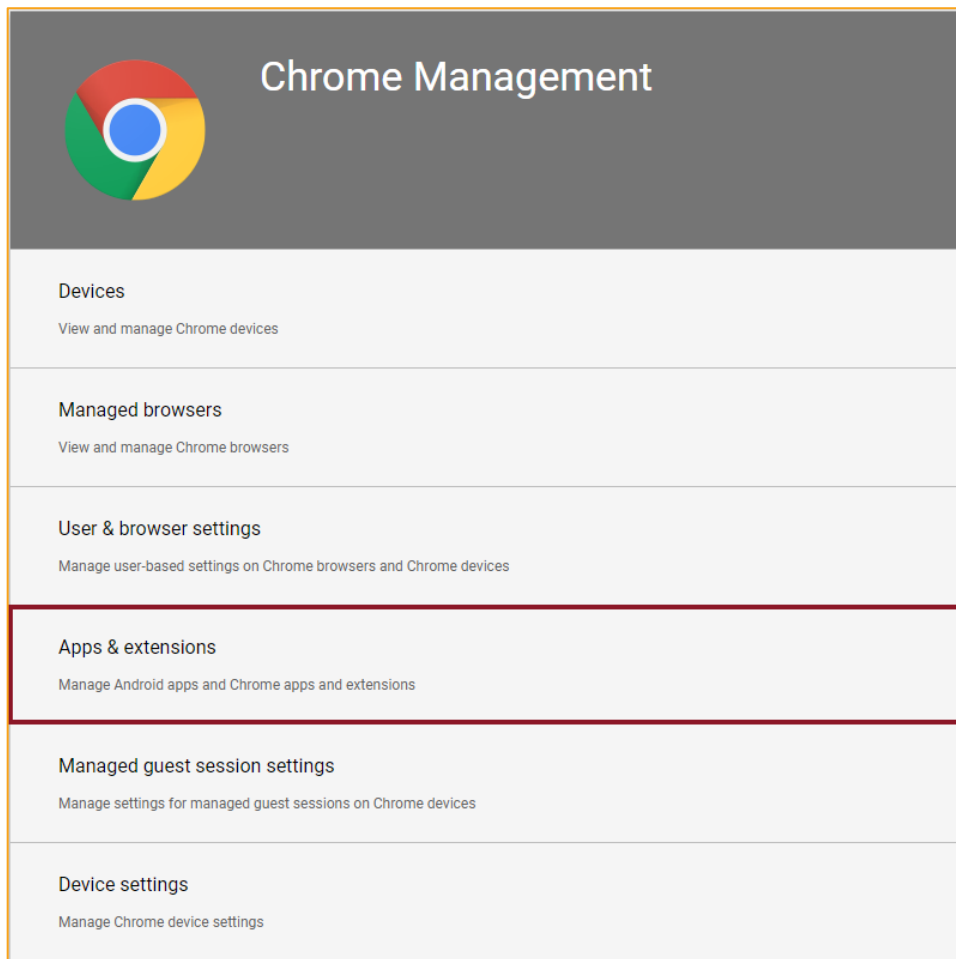 Chrome Management
Devices
View and manage Chrome devices
Managed browsers
View and manage Chrome browsers
User & browser settings
Manage user-based settings on Chrome browsers and Chrome devices
Apps & extensions
Manage Android apps and Chrome apps and extensions
Managed guest session settings
Manage settings for managed guest sessions on Chrome devices
Device settings
Manage Chrome device settings